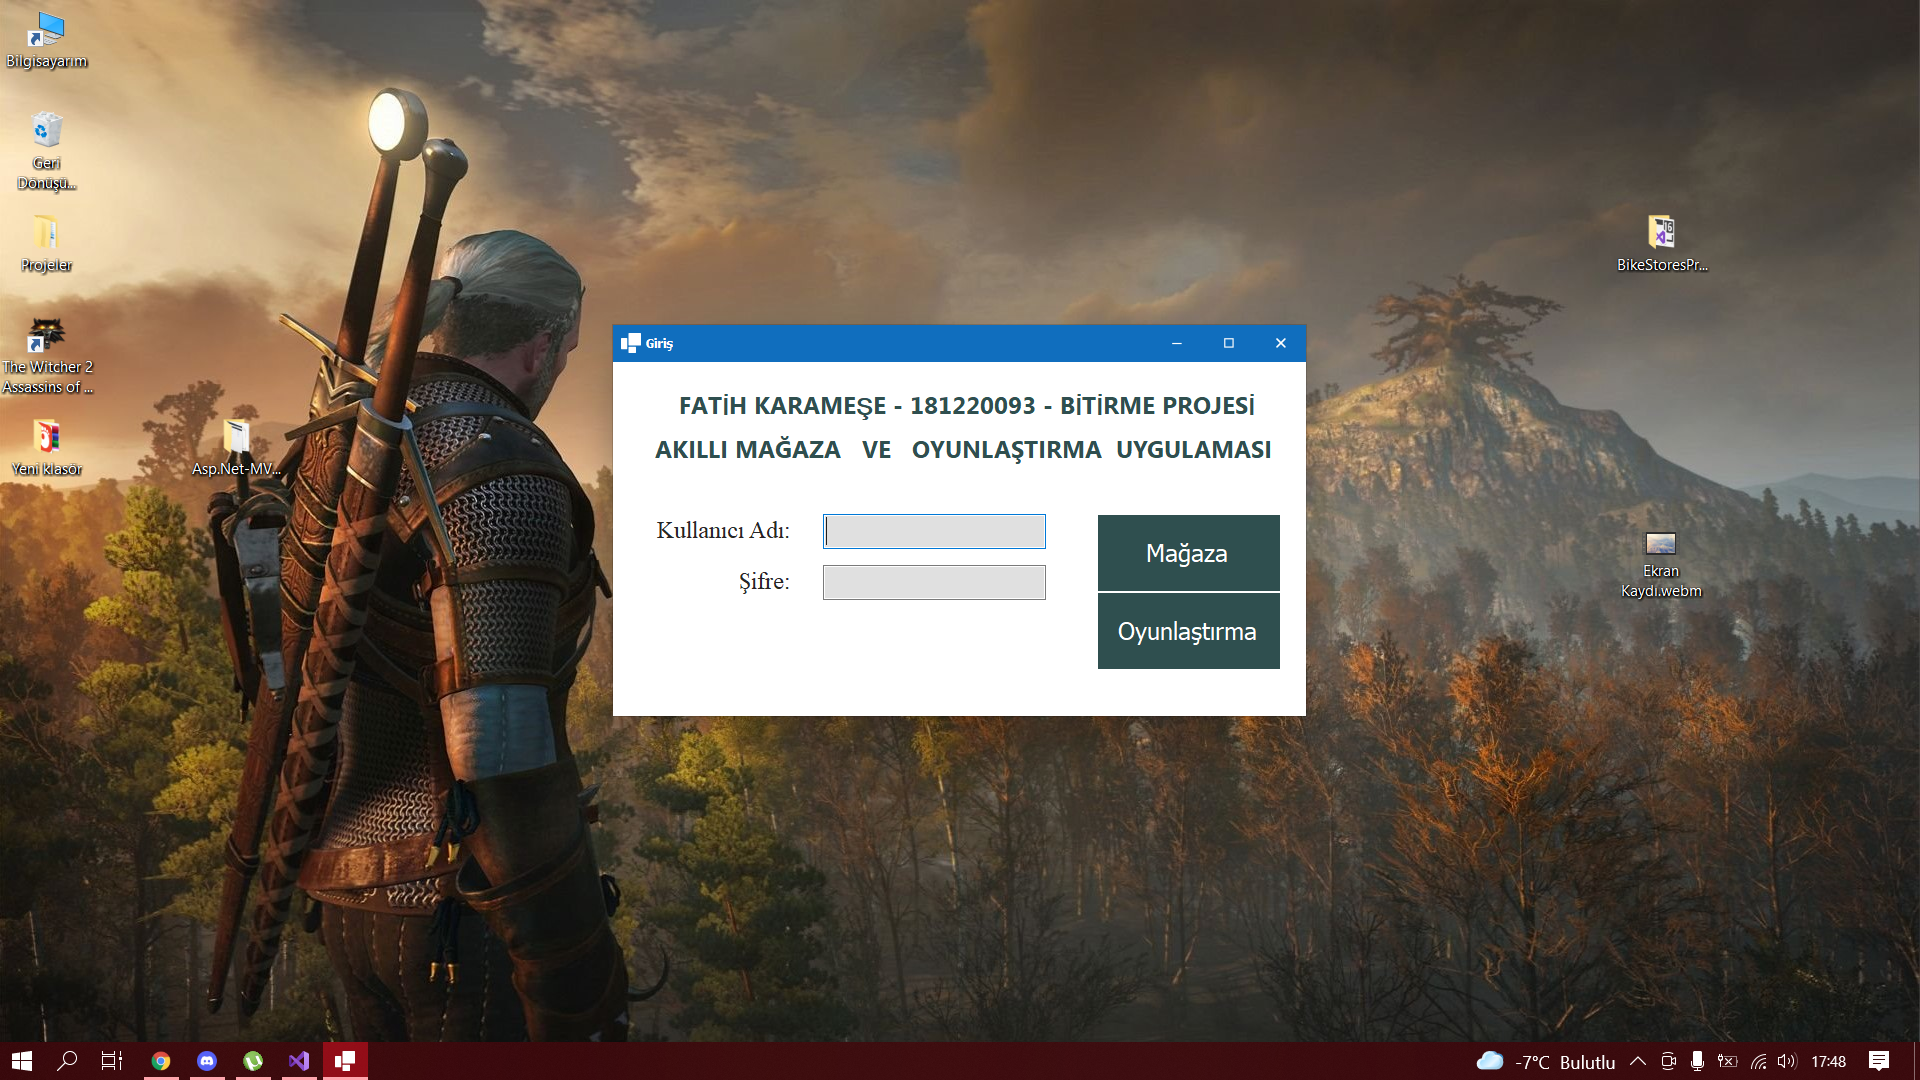 Bilgisayarım
Geri
Dönüşü...
Projeler
The Witcher 2
Assassins of ...
Yeni klasör
Asp.Net-MV...
BikeStoresPr...
Ekran
Kaydı.webm
Giriş
FATİH KARAMEŞE - 181220093 - BİTİRME PROJESİ
AKILLI MAĞAZA VE OYUNLAŞTIRMA UYGULAMASI
Kullanıcı Adı:
Şifre:
Mağaza
Oyunlaştırma
-7°C Bulutlu
17:48